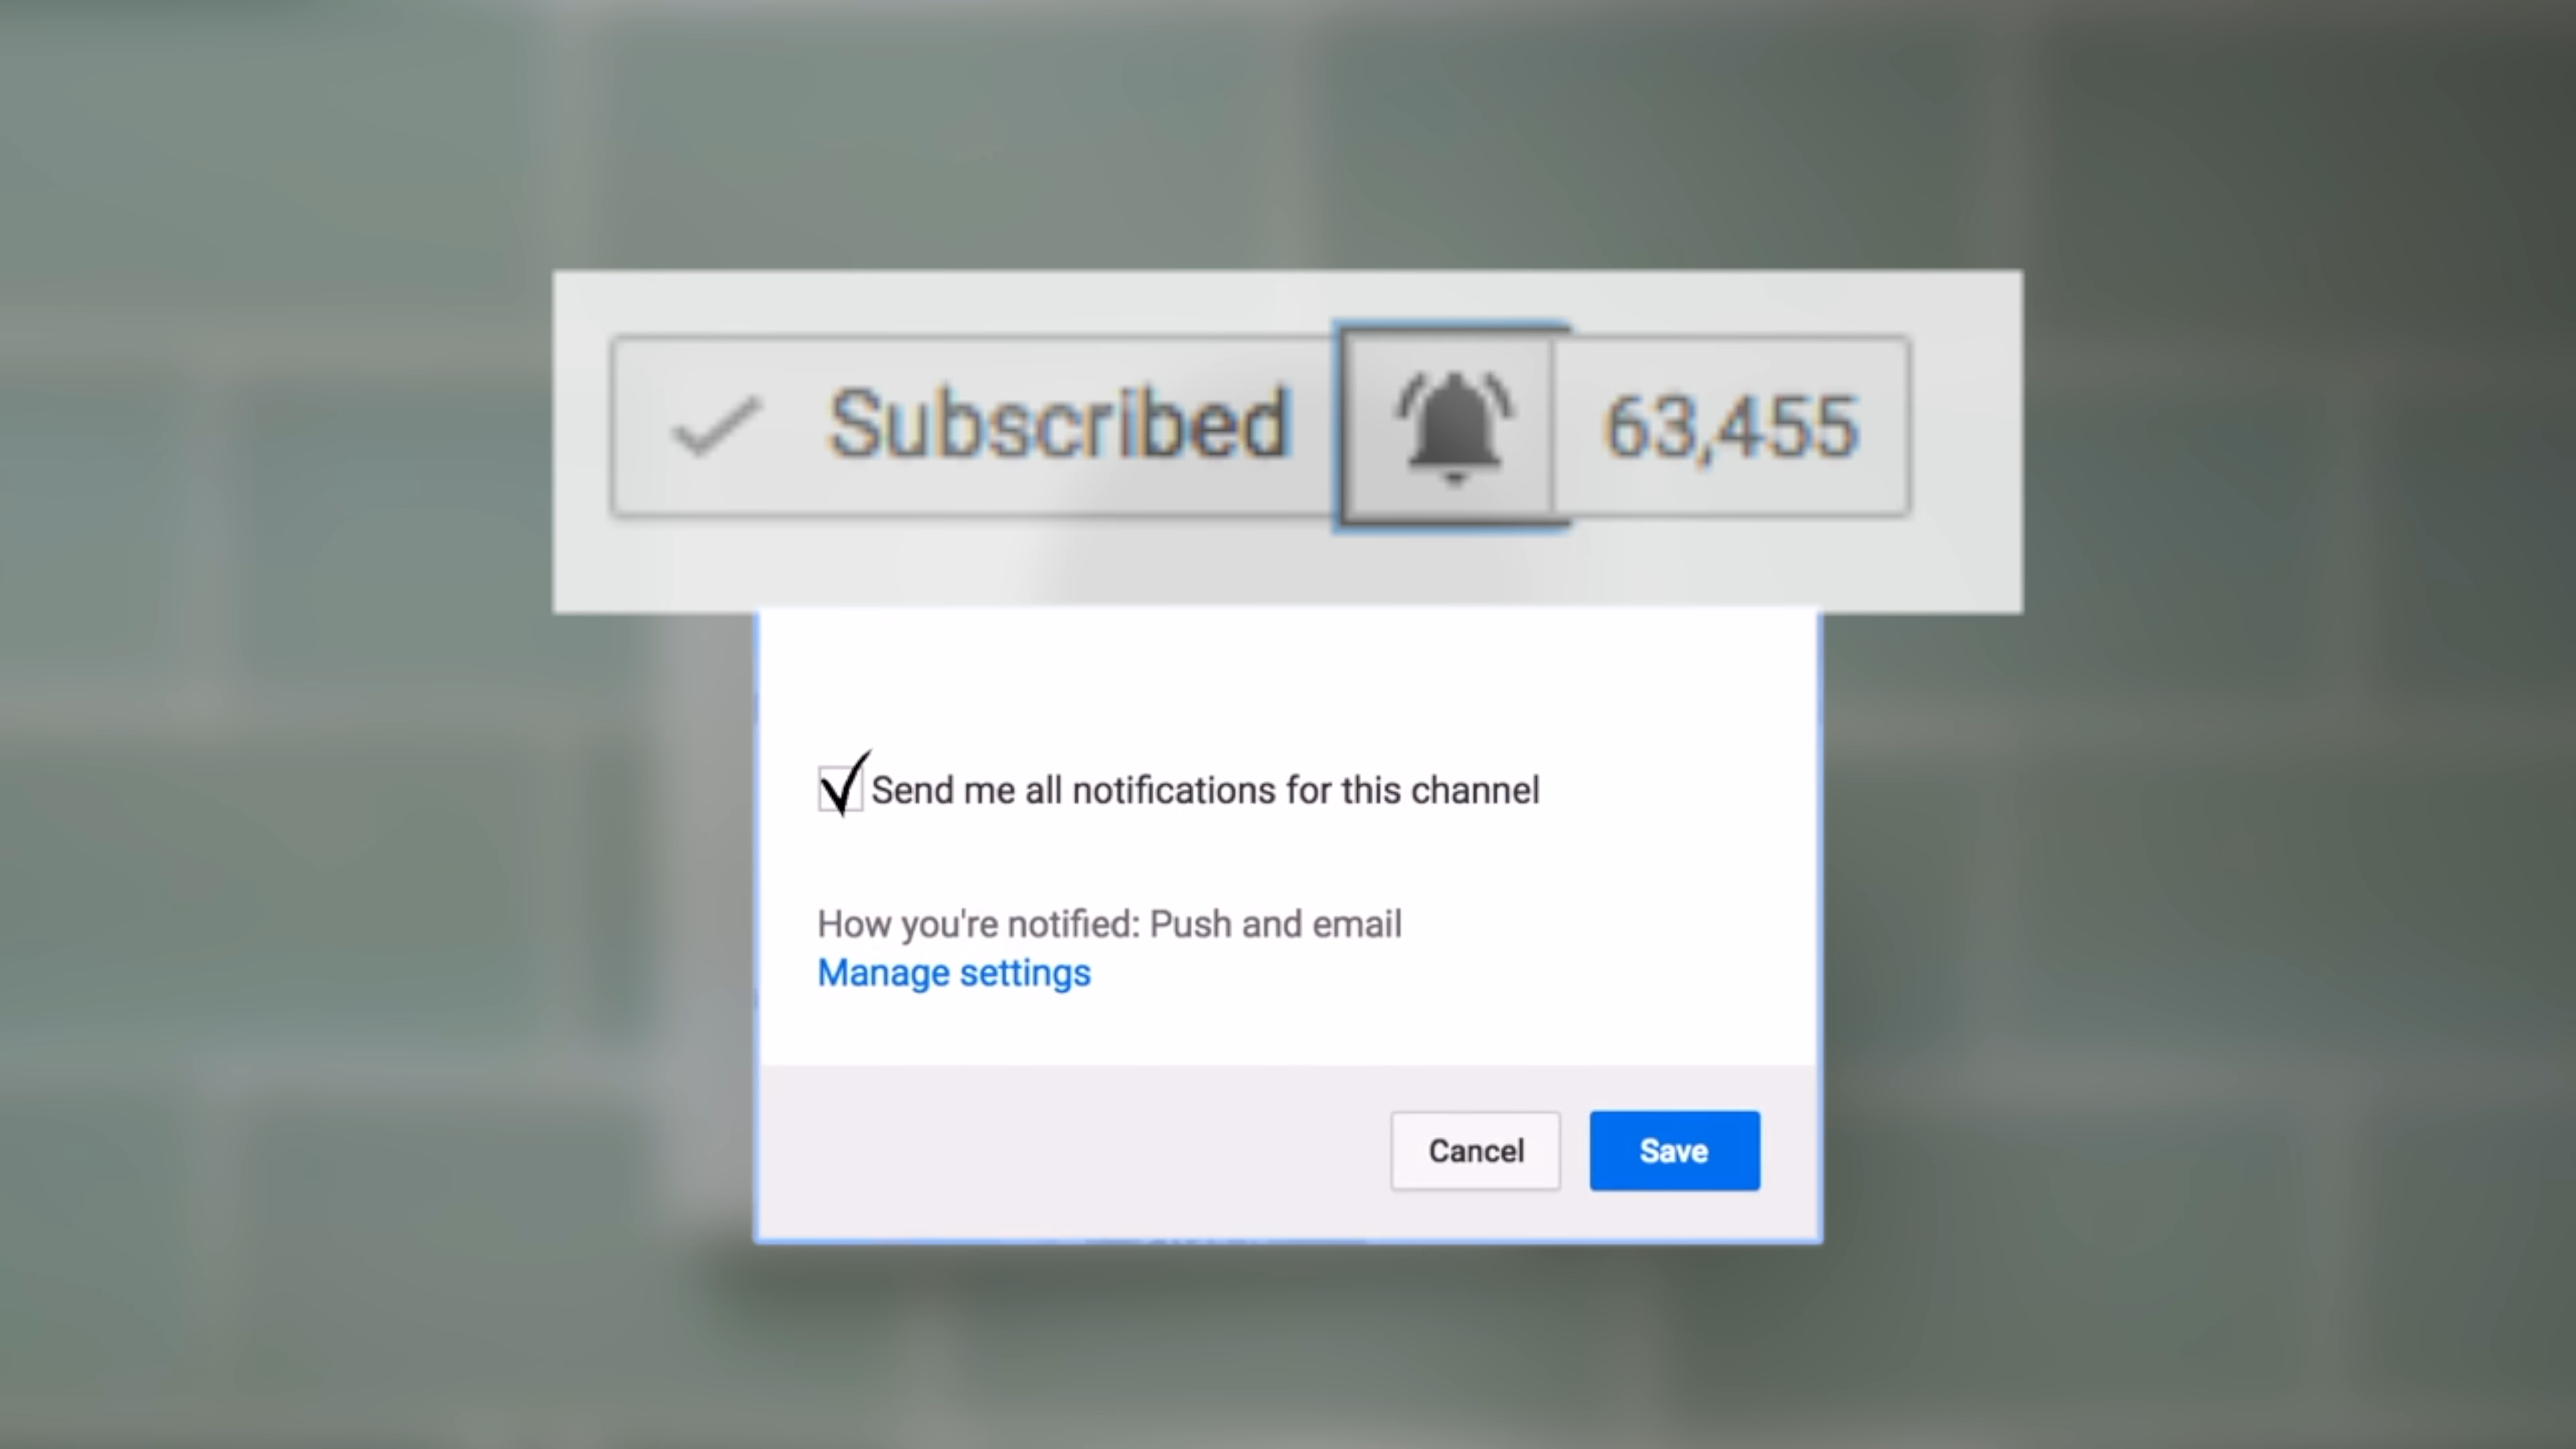 Subscribed 63,455
Send me all notifications for this channel
How you're notified: Push and email
Manage settings
Cancel Save